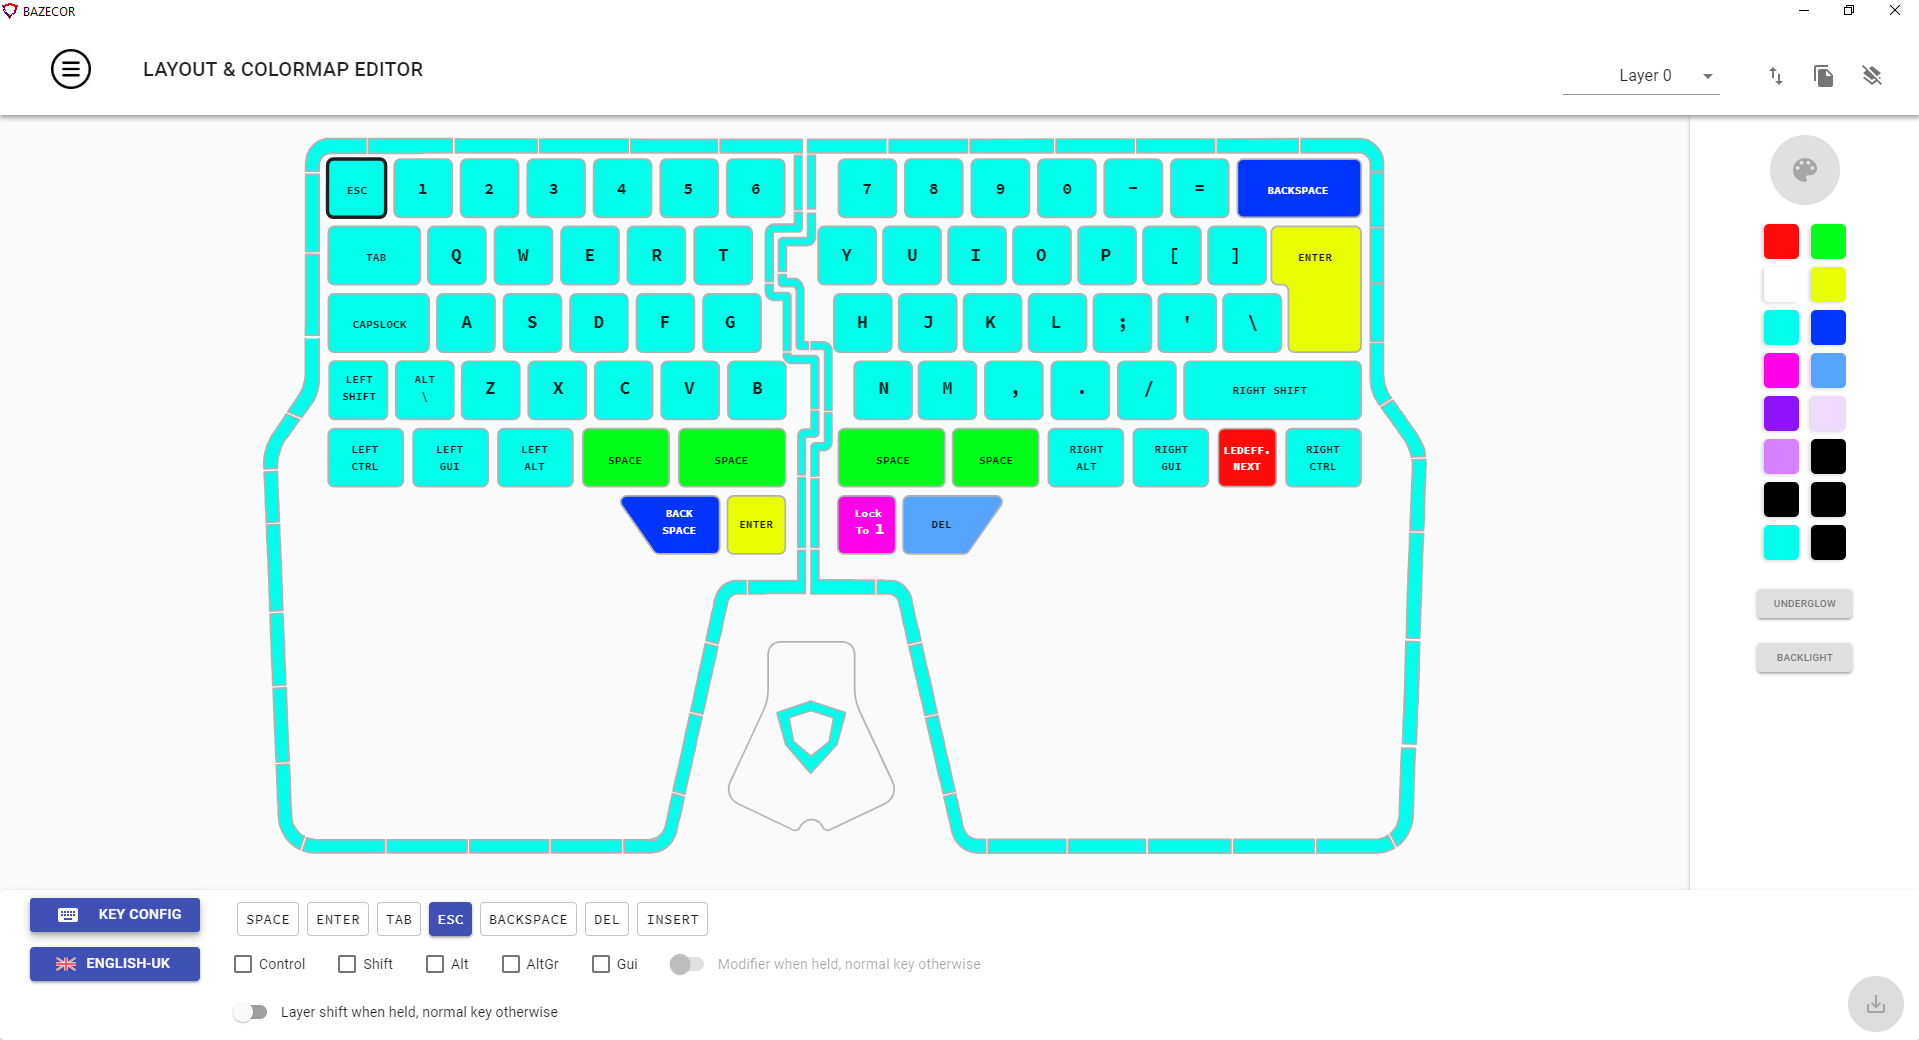 BAZECOR
LAYOUT & COLORMAP EDITOR
Layer 0
ESC 1 2 3 4 5 6 7 8 9 0 - = BACKSPACE
TAB Q W E R T Y U I O P [ ] ENTER
CAPSLOCK A S D F G H J K L ; ' \
LEFT SHIFT ALT \ Z X C V B N M , . / RIGHT SHIFT
LEFT CTRL LEFT GUI LEFT ALT SPACE SPACE SPACE SPACE RIGHT ALT RIGHT GUI LEDEFF. NEXT RIGHT CTRL
BACK SPACE ENTER Lock To 1 DEL
UNDERGLOW
BACKLIGHT
KEY CONFIG
SPACE ENTER TAB ESC BACKSPACE DEL INSERT
ENGLISH-UK
Control Shift Alt AltGr Gui Modifier when held, normal key otherwise
Layer shift when held, normal key otherwise